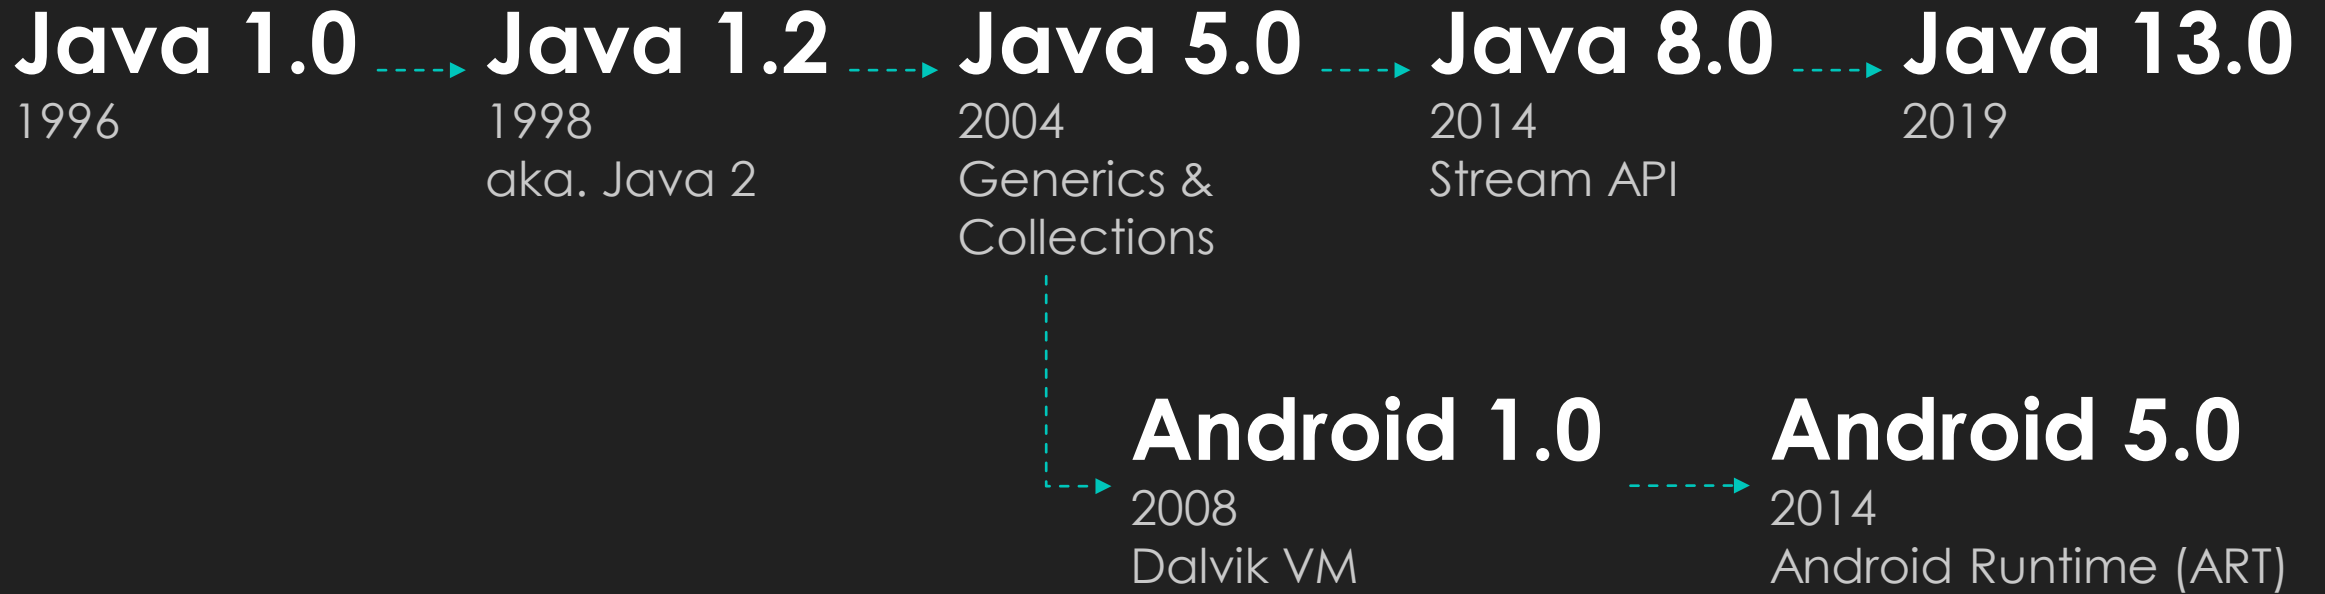 Java 1.0
1996
Java 1.2
1998
aka. Java 2
Java 5.0
2004
Generics &
Collections
Java 8.0
2014
Stream API
Java 13.0
2019
Android 1.0
2008
Dalvik VM
Android 5.0
2014
Android Runtime (ART)